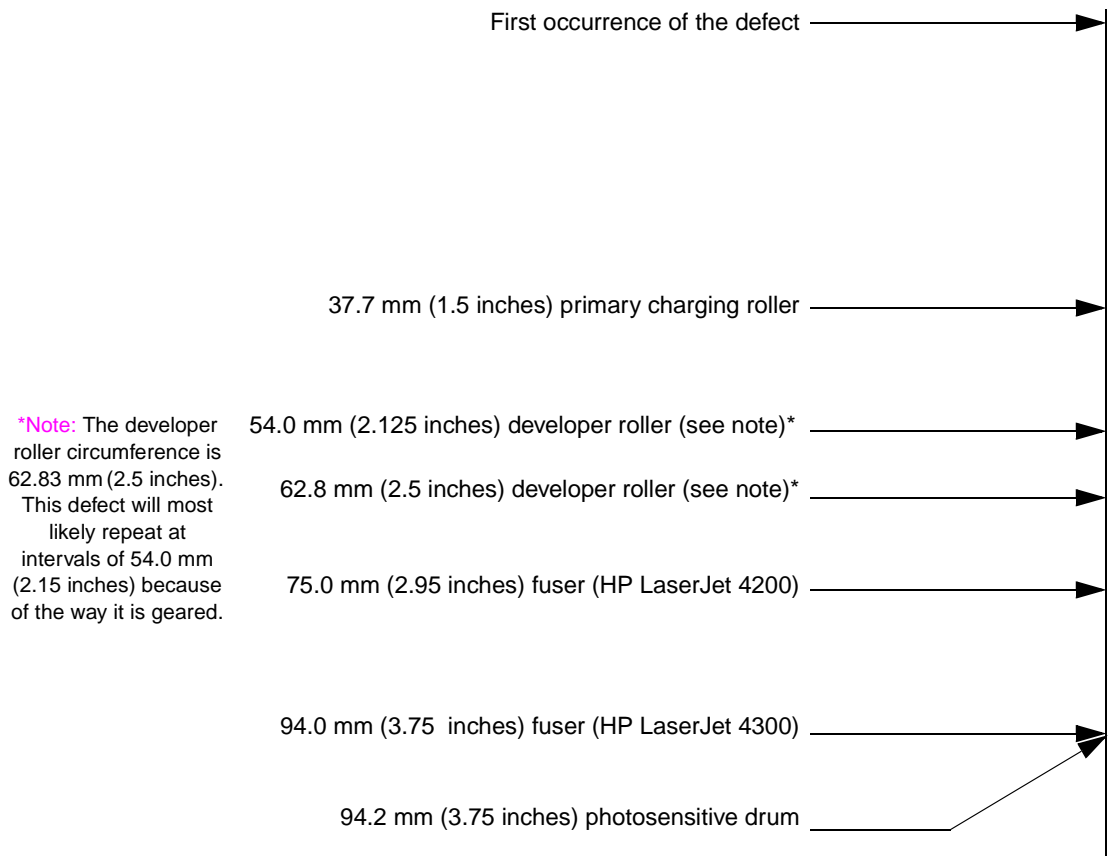 First occurrence of the defect
37.7 mm (1.5 inches) primary charging roller
54.0 mm (2.125 inches) developer roller (see note)*
62.8 mm (2.5 inches) developer roller (see note)*
*Note: The developer
roller circumference is
62.83 mm (2.5 inches).
This defect will most
likely repeat at
intervals of 54.0 mm
(2.15 inches) because
of the way it is geared.
75.0 mm (2.95 inches) fuser (HP LaserJet 4200)
94.0 mm (3.75  inches) fuser (HP LaserJet 4300)
94.2 mm (3.75 inches) photosensitive drum